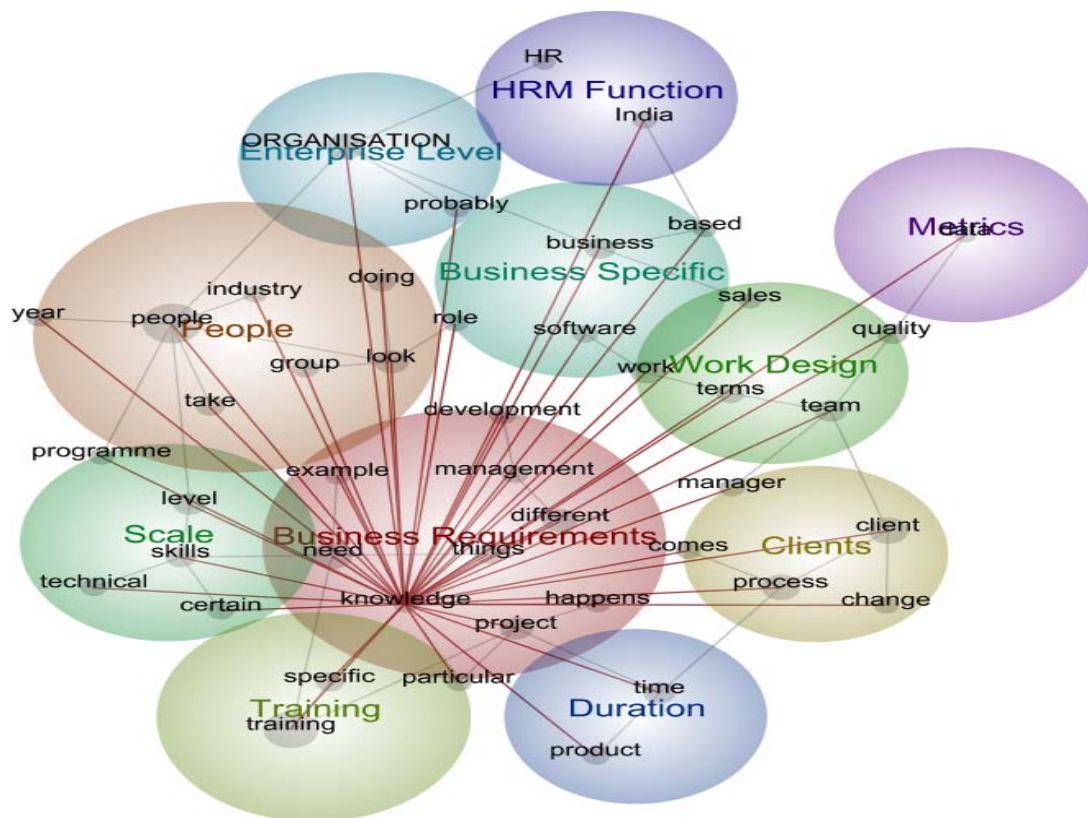 HR
HRM Function
India
ORGANISATION
Enterprise Level
probably
based
business
Metrics
data
Business Specific
doing
industry
sales
year
people
People
role
software
quality
group
look
work
Work Design
terms
take
development
team
programme
example
management
manager
level
different
client
Scale
skills
need
Business Requirements
things
comes
Clients
technical
process
certain
knowledge
happens
change
project
specific
particular
time
Training
training
Duration
product